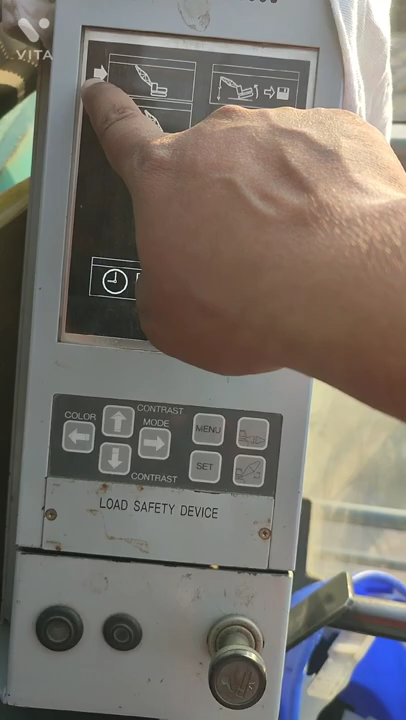 VITA
COLOR
CONTRAST
MODE
MENU
SET
CONTRAST
LOAD SAFETY DEVICE